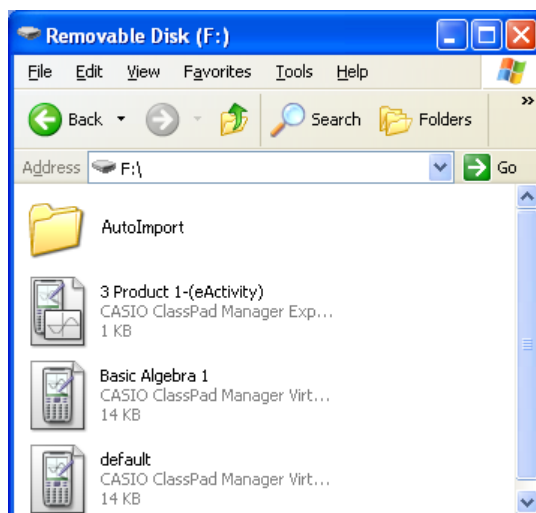 Removable Disk (F:)
File Edit View Favorites Tools Help
Back Search Folders »
Address F:\ Go
AutoImport
3 Product 1-(eActivity)
CASIO ClassPad Manager Exp...
1 KB
Basic Algebra 1
CASIO ClassPad Manager Virt...
14 KB
default
CASIO ClassPad Manager Virt...
14 KB